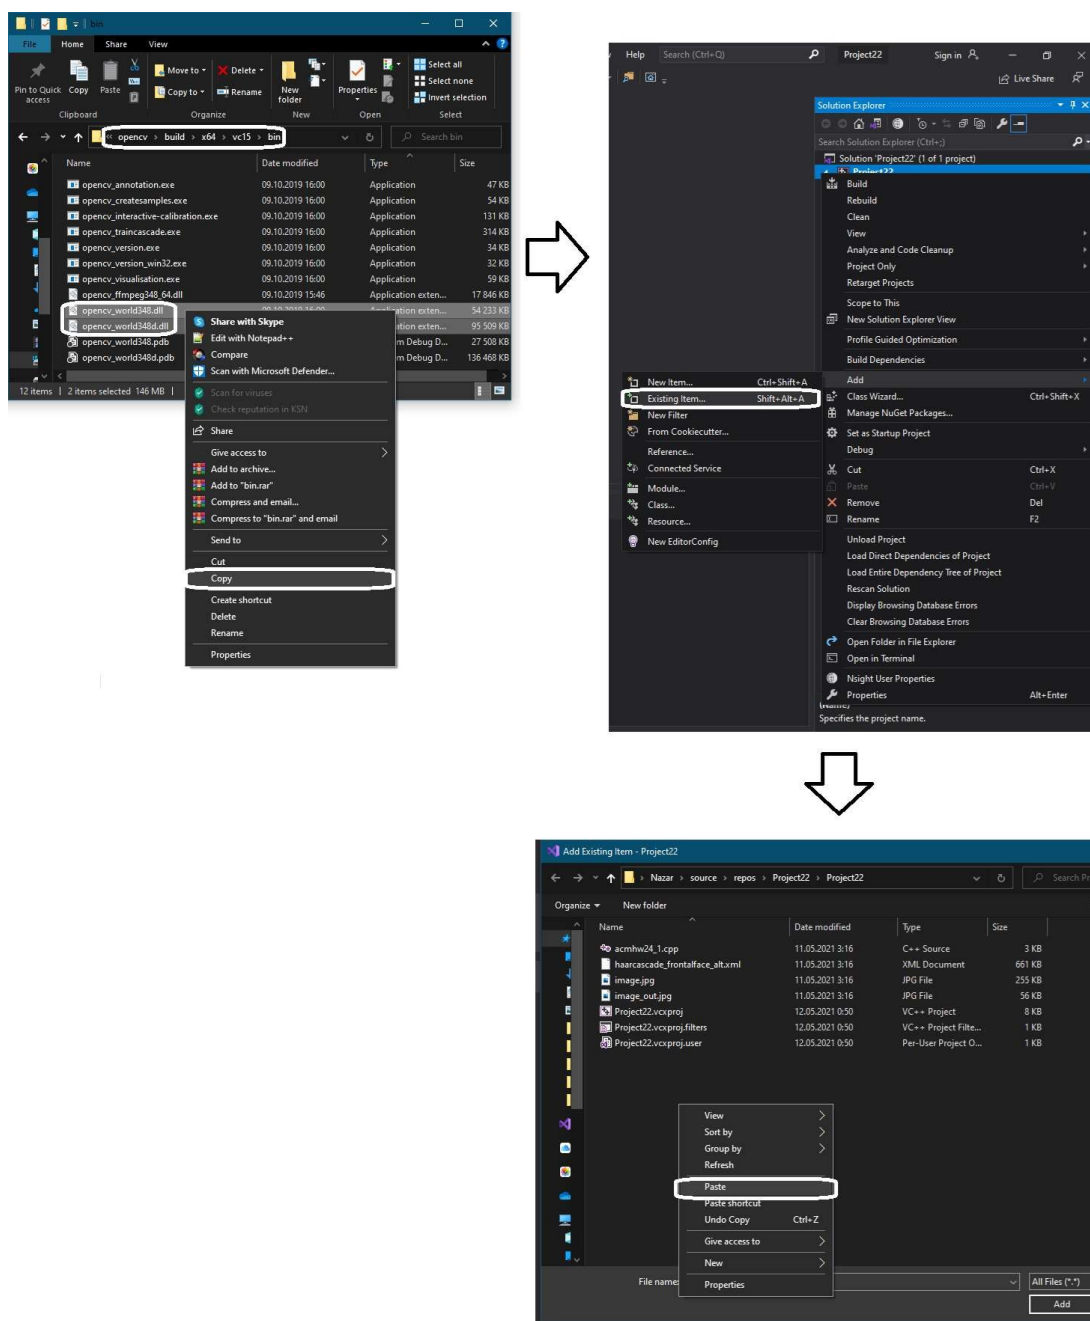 bin
File Home Share View
Pin to Quick access
Copy
Paste
Move to
Copy to
Delete
Rename
New folder
Properties
Select all
Select none
Invert selection
Clipboard Organize New Open Select
« opencv › build › x64 › vc15 › bin
Search bin
Name Date modified Type Size
opencv_annotation.exe 09.10.2019 16:00 Application 47 KB
opencv_createsamples.exe 09.10.2019 16:00 Application 54 KB
opencv_interactive-calibration.exe 09.10.2019 16:00 Application 131 KB
opencv_traincascade.exe 09.10.2019 16:00 Application 314 KB
opencv_version.exe 09.10.2019 16:00 Application 34 KB
opencv_version_win32.exe 09.10.2019 16:00 Application 32 KB
opencv_visualisation.exe 09.10.2019 16:00 Application 59 KB
opencv_ffmpeg348_64.dll 09.10.2019 15:46 Application exten... 17 846 KB
opencv_world348.dll 54 233 KB
opencv_world348d.dll 95 509 KB
opencv_world348.pdb m Debug D... 27 508 KB
opencv_world348d.pdb m Debug D... 136 468 KB
12 items | 2 items selected 146 MB |
Share with Skype
Edit with Notepad++
Compare
Scan with Microsoft Defender...
Scan for viruses
Check reputation in KSN
Share
Give access to
Add to archive...
Add to "bin.rar"
Compress and email...
Compress to "bin.rar" and email
Send to
Cut
Copy
Create shortcut
Delete
Rename
Properties
Help Search (Ctrl+Q) Project22 Sign in
Live Share
Solution Explorer
Search Solution Explorer (Ctrl+;)
Solution 'Project22' (1 of 1 project)
Project22
Build
Rebuild
Clean
View
Analyze and Code Cleanup
Project Only
Retarget Projects
Scope to This
New Solution Explorer View
Profile Guided Optimization
Build Dependencies
Add
Class Wizard... Ctrl+Shift+X
Manage NuGet Packages...
Set as Startup Project
Debug
Cut Ctrl+X
Paste Ctrl+V
Remove Del
Rename F2
Unload Project
Load Direct Dependencies of Project
Load Entire Dependency Tree of Project
Rescan Solution
Display Browsing Database Errors
Clear Browsing Database Errors
Open Folder in File Explorer
Open in Terminal
Nsight User Properties
Properties Alt+Enter
(Name)
Specifies the project name.
New Item... Ctrl+Shift+A
Existing Item... Shift+Alt+A
New Filter
From Cookiecutter...
Reference...
Connected Service
Module...
Class...
Resource...
New EditorConfig
Add Existing Item - Project22
› Nazar › source › repos › Project22 › Project22
Search Pr
Organize New folder
Name Date modified Type Size
acmhw24_1.cpp 11.05.2021 3:16 C++ Source 3 KB
haarcascade_frontalface_alt.xml 11.05.2021 3:16 XML Document 661 KB
image.jpg 11.05.2021 3:16 JPG File 255 KB
image_out.jpg 11.05.2021 3:16 JPG File 56 KB
Project22.vcxproj 12.05.2021 0:50 VC++ Project 8 KB
Project22.vcxproj.filters 12.05.2021 0:50 VC++ Project Filte... 1 KB
Project22.vcxproj.user 12.05.2021 0:50 Per-User Project O... 1 KB
View
Sort by
Group by
Refresh
Paste
Paste shortcut
Undo Copy Ctrl+Z
Give access to
New
Properties
File name: All Files (*.*)
Add